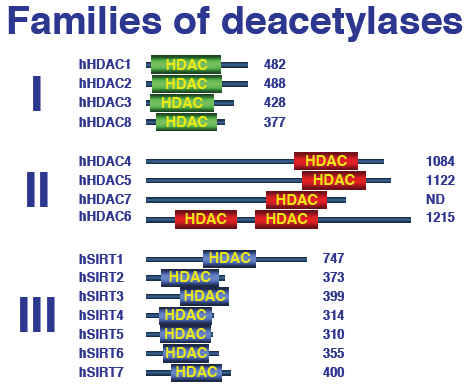 Families of deacetylases
I
hHDAC1 HDAC 482
hHDAC2 HDAC 488
hHDAC3 HDAC 428
hHDAC8 HDAC 377
II
hHDAC4 HDAC 1084
hHDAC5 HDAC 1122
hHDAC7 HDAC ND
hHDAC6 HDAC HDAC 1215
III
hSIRT1 HDAC 747
hSIRT2 HDAC 373
hSIRT3 HDAC 399
hSIRT4 HDAC 314
hSIRT5 HDAC 310
hSIRT6 HDAC 355
hSIRT7 HDAC 400